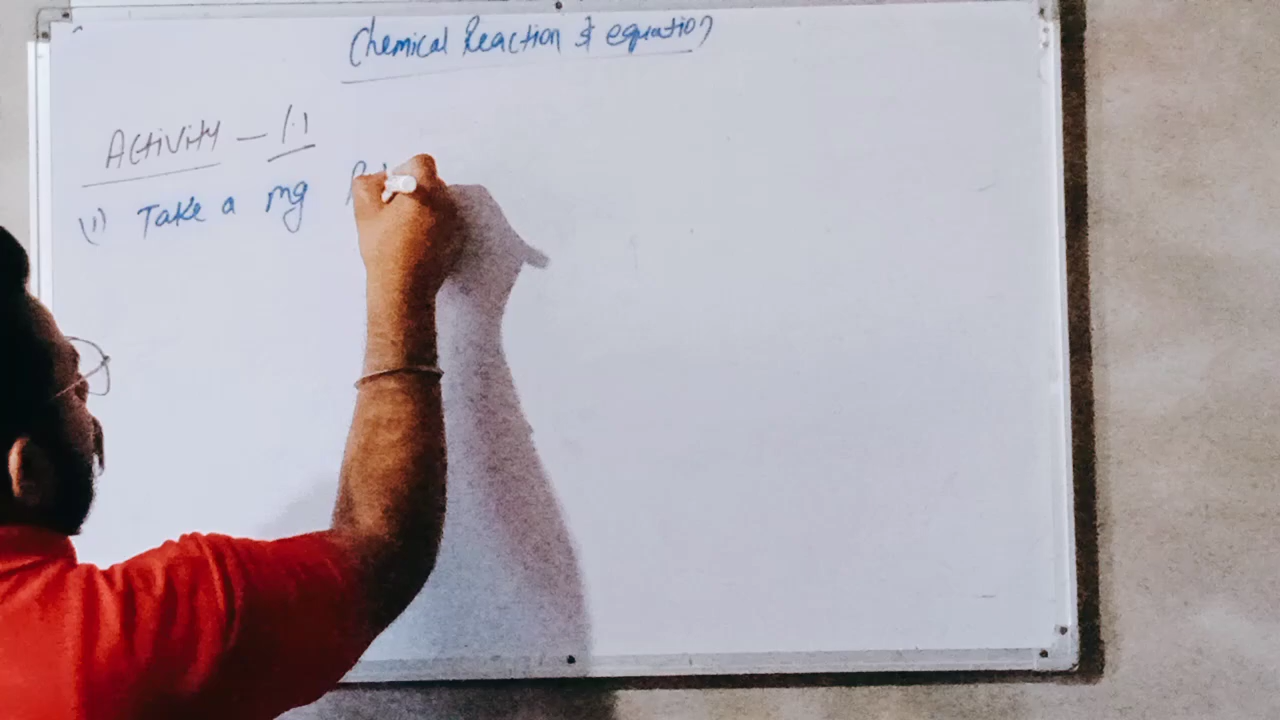 Chemical Reaction & equation
Activity - 1.1
(1) Take a mg